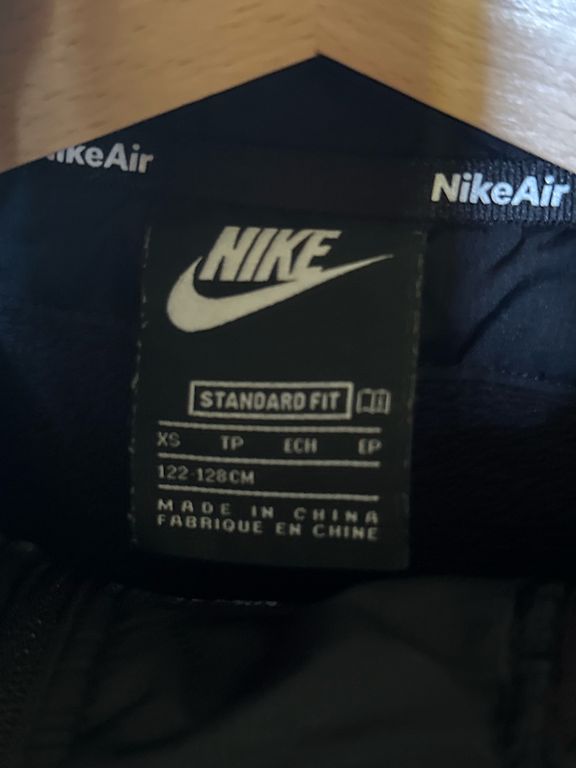 NikeAir
NikeAir
NIKE
STANDARD FIT
XS TP ECH EP
122-128CM
MADE IN CHINA
FABRIQUE EN CHINE